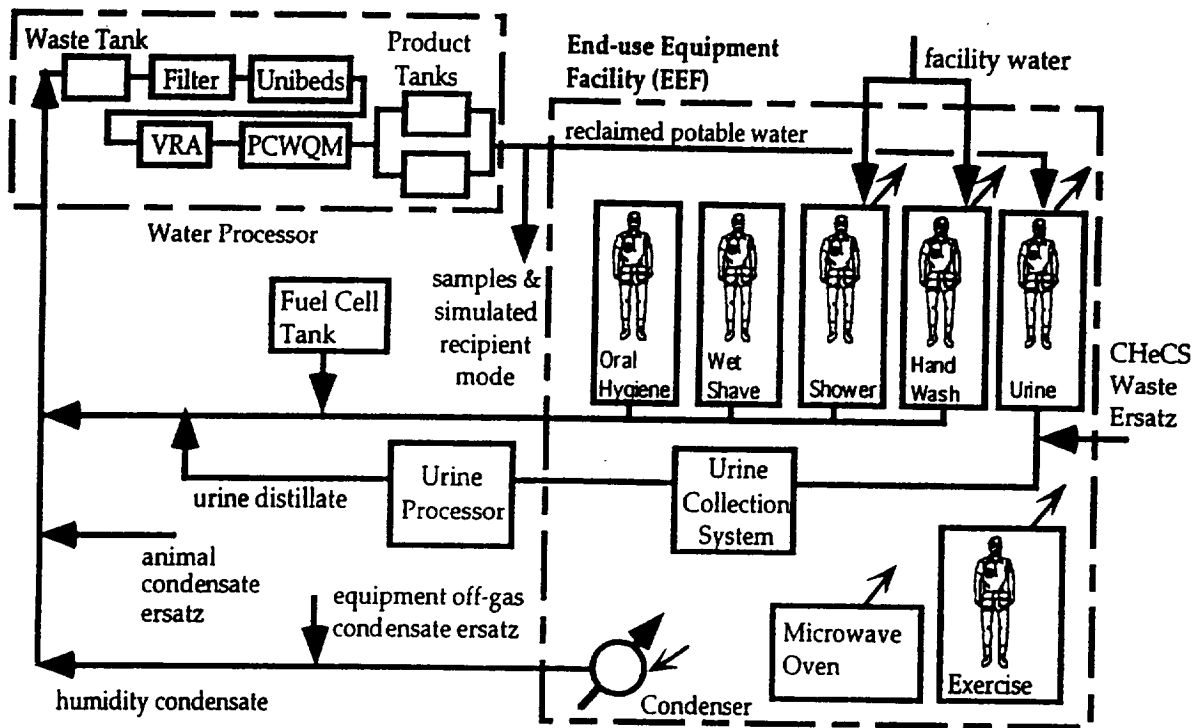 Waste Tank
Filter
Unibeds
Product
Tanks
VRA
PCWQM
Water Processor
End-use Equipment
Facility (EEF)
facility water
reclaimed potable water
samples &
simulated
recipient
mode
Fuel Cell
Tank
Oral
Hygiene
Wet
Shave
Shower
Hand
Wash
Urine
CHeCS
Waste
Ersatz
urine distillate
Urine
Processor
Urine
Collection
System
animal
condensate
ersatz
equipment off-gas
condensate ersatz
Microwave
Oven
Exercise
humidity condensate
Condenser